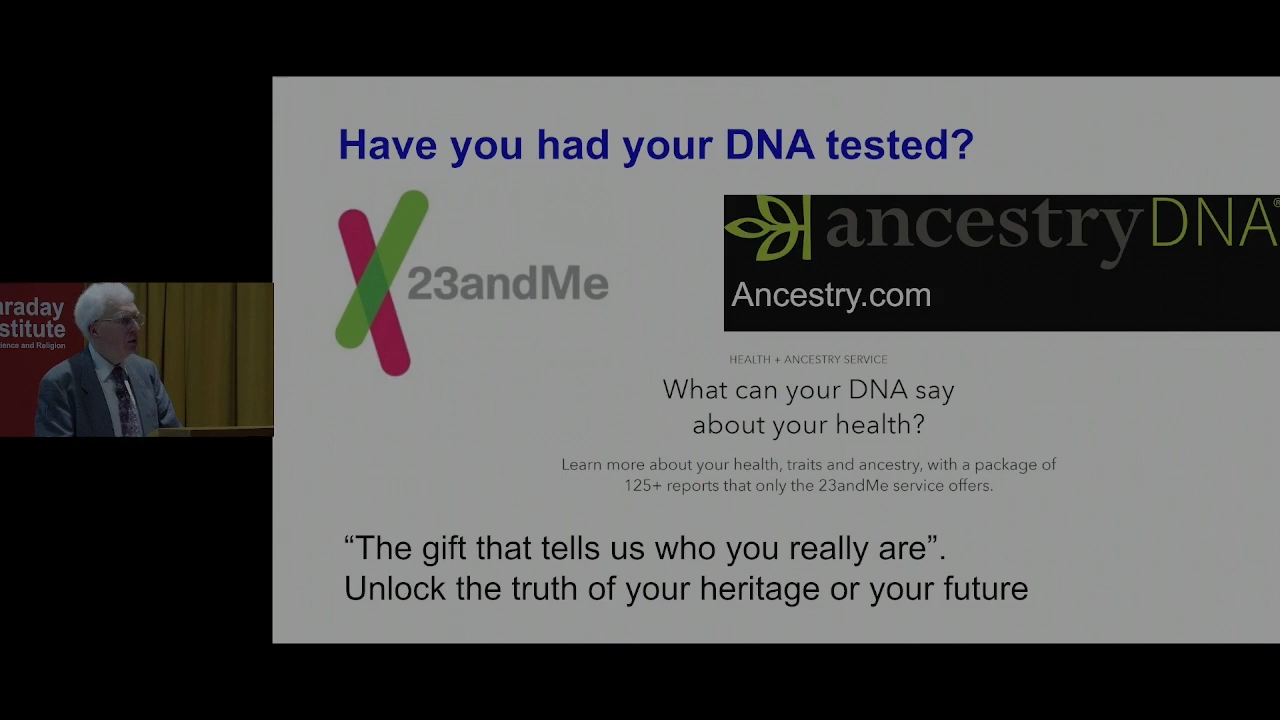 Have you had your DNA tested?
23andMe
ancestryDNA®
Ancestry.com
HEALTH + ANCESTRY SERVICE
What can your DNA say
about your health?
Learn more about your health, traits and ancestry, with a package of
125+ reports that only the 23andMe service offers.
“The gift that tells us who you really are”.
Unlock the truth of your heritage or your future
araday
stitute
ience and Religion